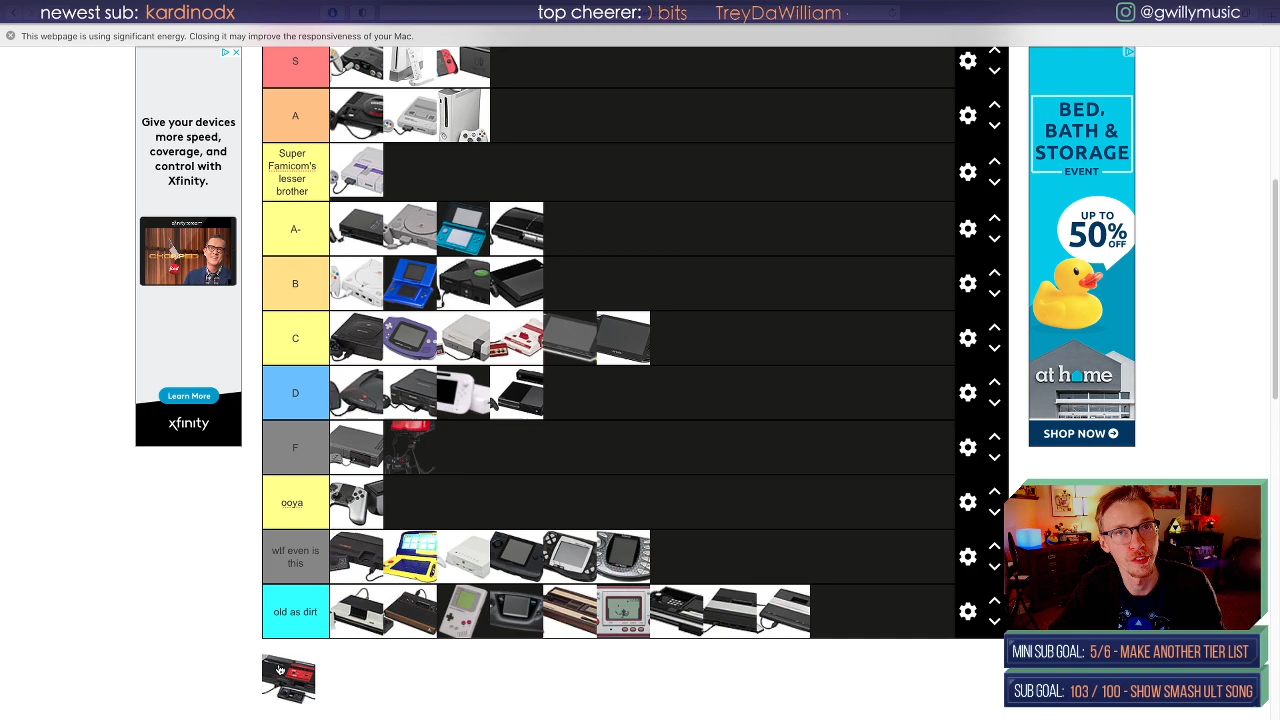 newest sub: kardinodx
top cheerer: ) bits TreyDaWilliam
@gwillymusic
This webpage is using significant energy. Closing it may improve the responsiveness of your Mac.
Give your devices
more speed,
coverage, and
control with
Xfinity.
Learn More
xfinity
S
A
Super
Famicom's
lesser
brother
A-
B
C
D
F
ooya
wtf even is
this
old as dirt
BED,
BATH &
STORAGE
EVENT
UP TO
50%
OFF
at home
SHOP NOW
MINI SUB GOAL: 5/6 - MAKE ANOTHER TIER LIST
SUB GOAL: 103 / 100 - SHOW SMASH ULT SONG